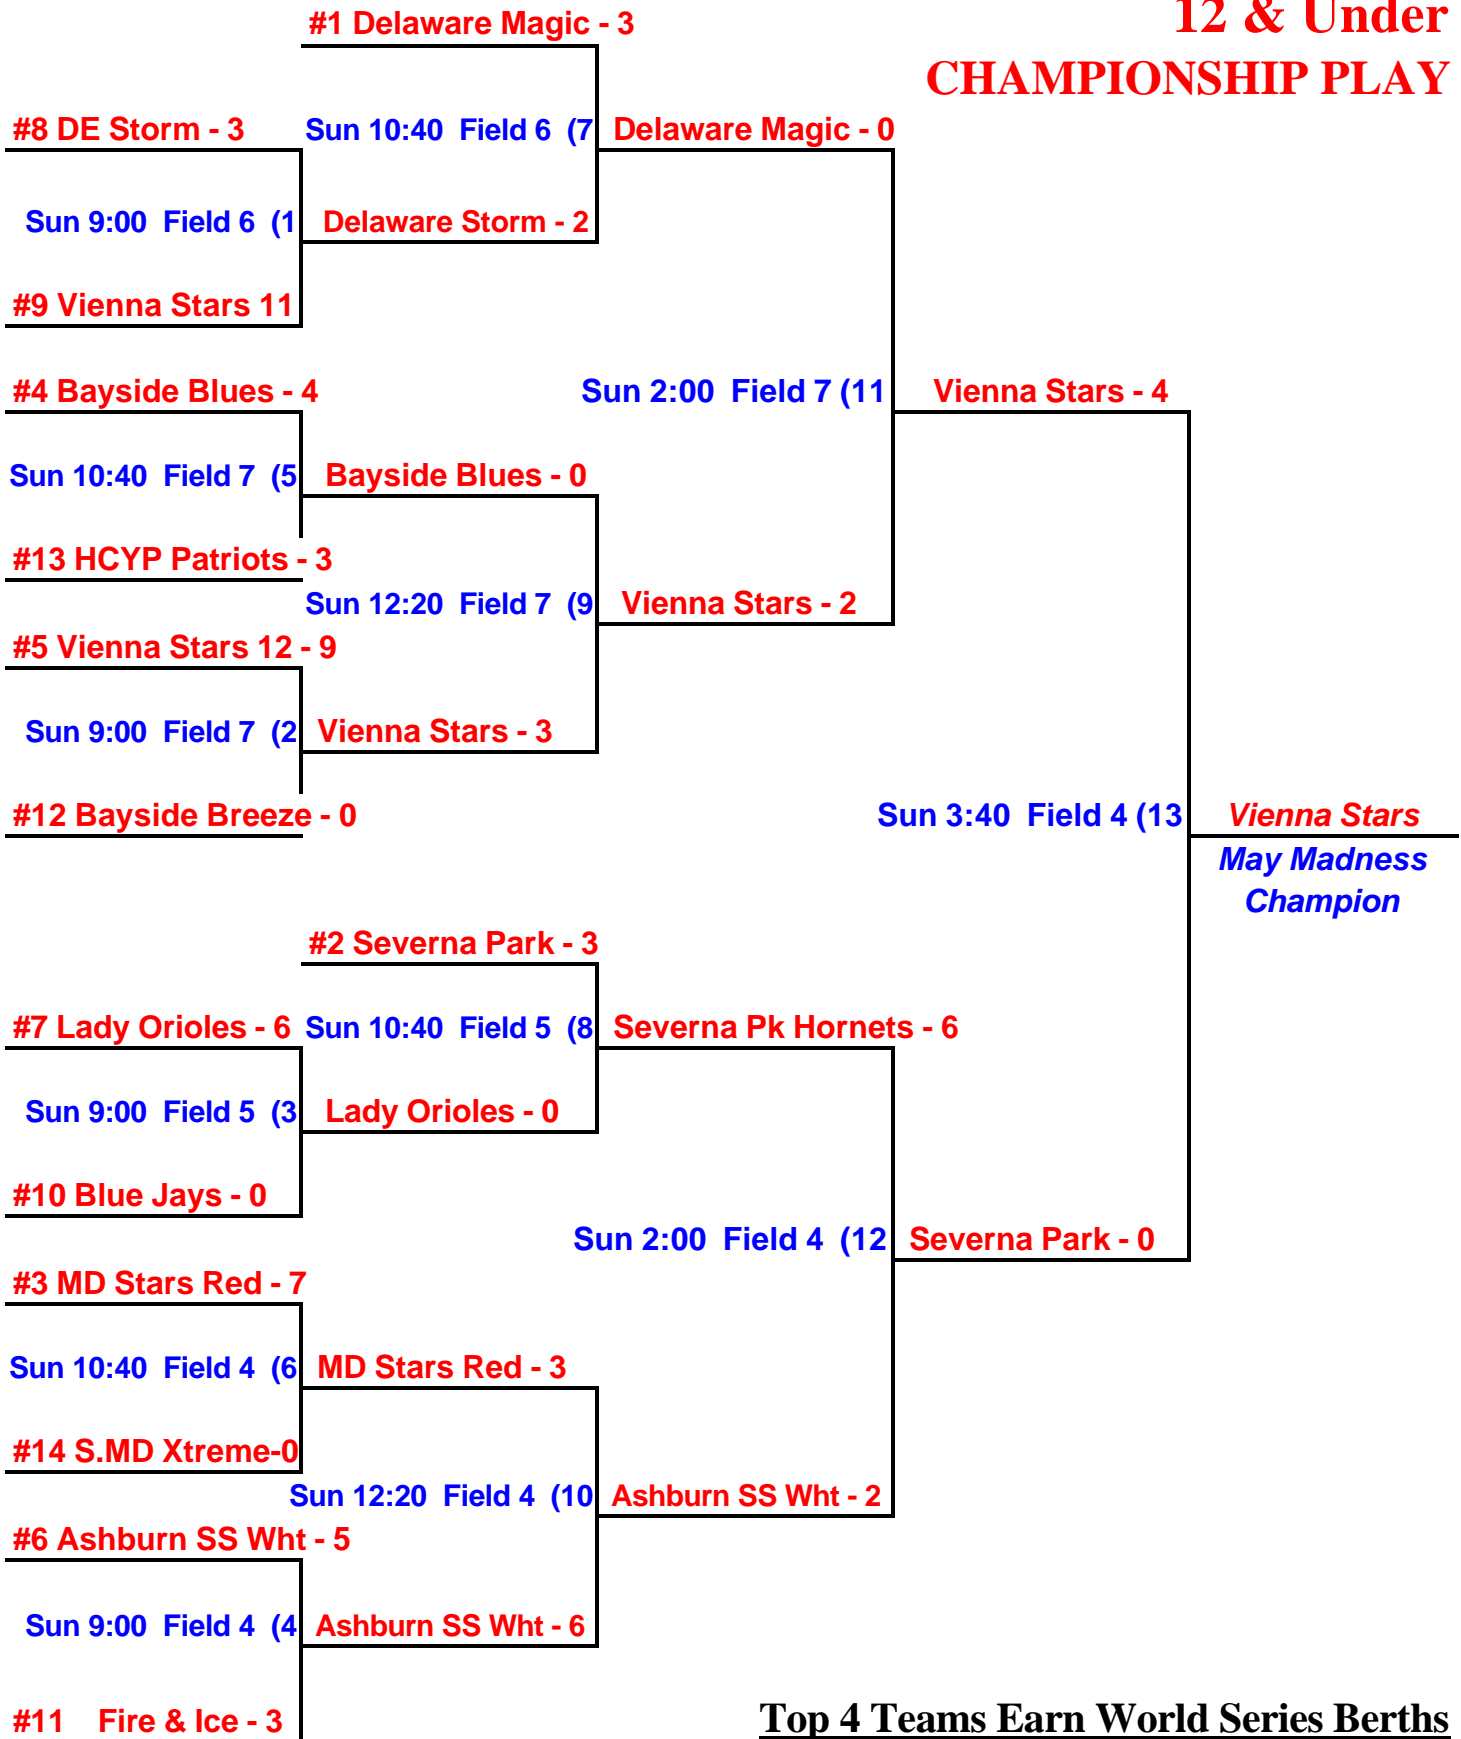 #1 Delaware Magic - 3
12 & Under
CHAMPIONSHIP PLAY
#8 DE Storm - 3
Sun 10:40 Field 6 (7
Delaware Magic - 0
Sun 9:00 Field 6 (1
Delaware Storm - 2
#9 Vienna Stars 11
#4 Bayside Blues - 4
Sun 2:00 Field 7 (11
Vienna Stars - 4
Sun 10:40 Field 7 (5
Bayside Blues - 0
#13 HCYP Patriots - 3
Sun 12:20 Field 7 (9
Vienna Stars - 2
#5 Vienna Stars 12 - 9
Sun 9:00 Field 7 (2
Vienna Stars - 3
#12 Bayside Breeze - 0
Sun 3:40 Field 4 (13
Vienna Stars
May Madness
Champion
#2 Severna Park - 3
#7 Lady Orioles - 6
Sun 10:40 Field 5 (8
Severna Pk Hornets - 6
Sun 9:00 Field 5 (3
Lady Orioles - 0
#10 Blue Jays - 0
Sun 2:00 Field 4 (12
Severna Park - 0
#3 MD Stars Red - 7
Sun 10:40 Field 4 (6
MD Stars Red - 3
#14 S.MD Xtreme-0
Sun 12:20 Field 4 (10
Ashburn SS Wht - 2
#6 Ashburn SS Wht - 5
Sun 9:00 Field 4 (4
Ashburn SS Wht - 6
#11 Fire & Ice - 3
Top 4 Teams Earn World Series Berths